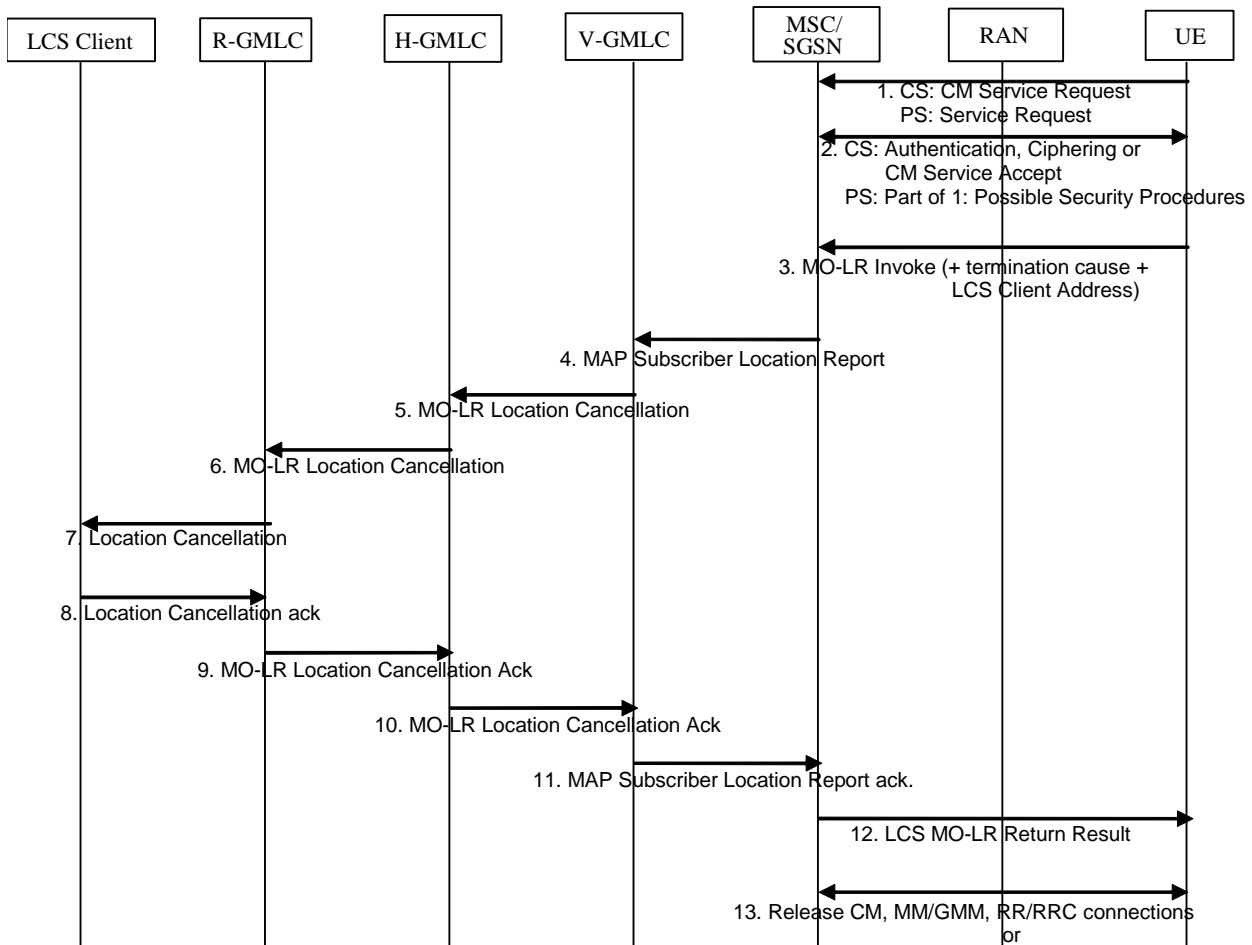 LCS Client
R-GMLC
H-GMLC
V-GMLC
MSC/
SGSN
RAN
UE
1. CS: CM Service Request
PS: Service Request
2. CS: Authentication, Ciphering or
CM Service Accept
PS: Part of 1: Possible Security Procedures
3. MO-LR Invoke (+ termination cause +
LCS Client Address)
4. MAP Subscriber Location Report
5. MO-LR Location Cancellation
6. MO-LR Location Cancellation
7. Location Cancellation
8. Location Cancellation ack
9. MO-LR Location Cancellation Ack
10. MO-LR Location Cancellation Ack
11. MAP Subscriber Location Report ack.
12. LCS MO-LR Return Result
13. Release CM, MM/GMM, RR/RRC connections
or